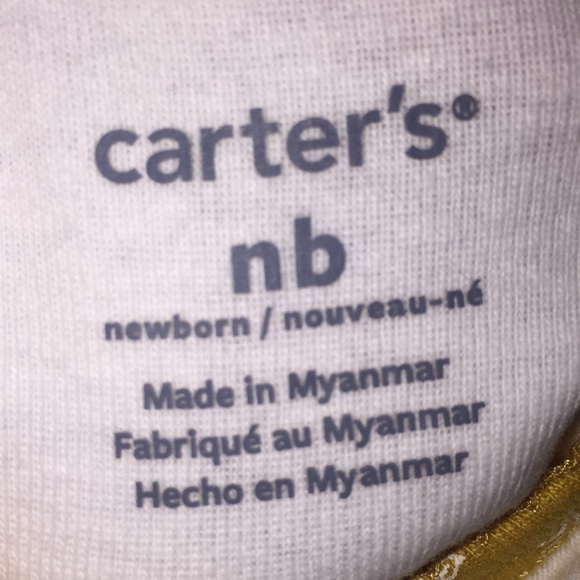 carter's®
nb
newborn / nouveau-né
Made in Myanmar
Fabriqué au Myanmar
Hecho en Myanmar